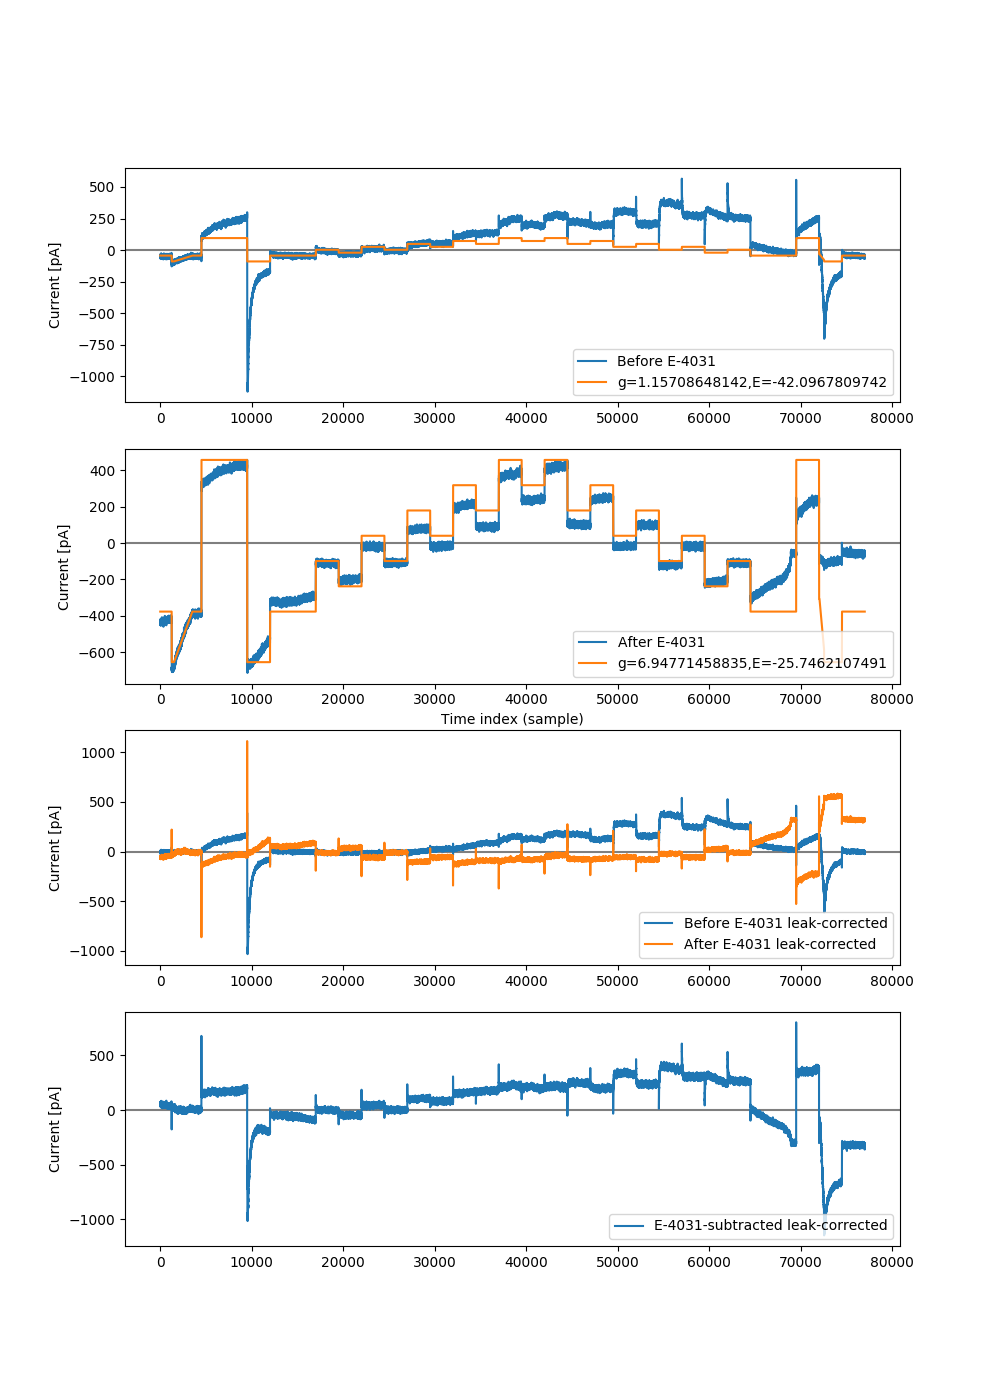 500
250
0
−250
−500
−750
−1000
Current [pA]
Before E-4031
g=1.15708648142,E=-42.0967809742
0 10000 20000 30000 40000 50000 60000 70000 80000
400
200
0
−200
−400
−600
Current [pA]
After E-4031
g=6.94771458835,E=-25.7462107491
0 10000 20000 30000 40000 50000 60000 70000 80000
Time index (sample)
1000
500
0
−500
−1000
Current [pA]
Before E-4031 leak-corrected
After E-4031 leak-corrected
0 10000 20000 30000 40000 50000 60000 70000 80000
500
0
−500
−1000
Current [pA]
E-4031-subtracted leak-corrected
0 10000 20000 30000 40000 50000 60000 70000 80000